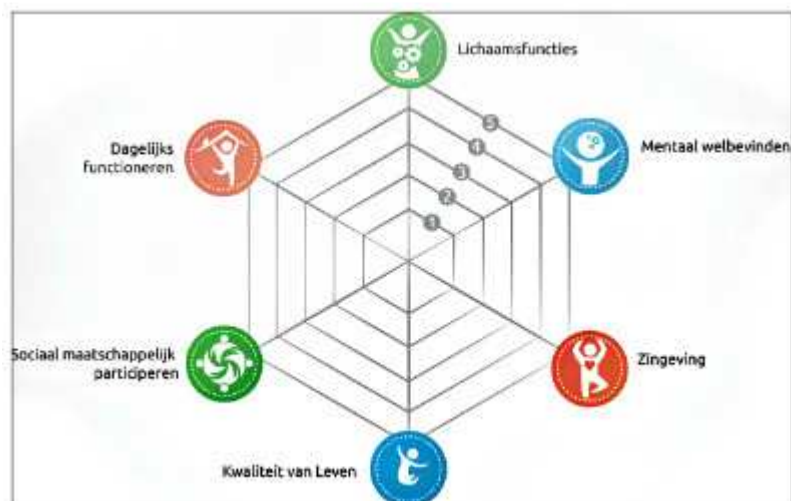 Lichaamsfuncties
5
4
3
2
1
Mentaal welbevinden
Dagelijks
functioneren
Sociaal maatschappelijk
participeren
Zingeving
Kwaliteit van Leven